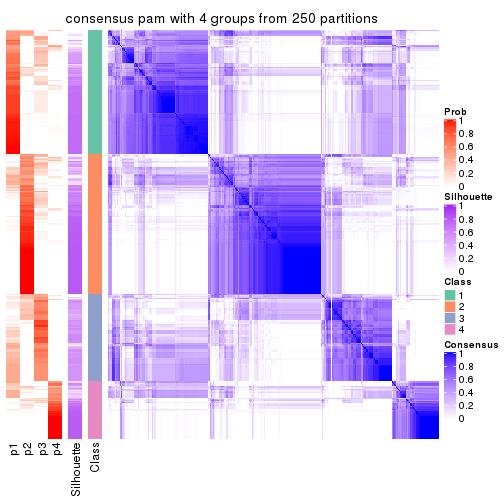 consensus pam with 4 groups from 250 partitions
Prob
1
0.8
0.6
0.4
0.2
0
Silhouette
1
0.8
0.6
0.4
0.2
0
Class
1
2
3
4
Consensus
1
0.8
0.6
0.4
0.2
0
p1
p2
p3
p4
Silhouette
Class